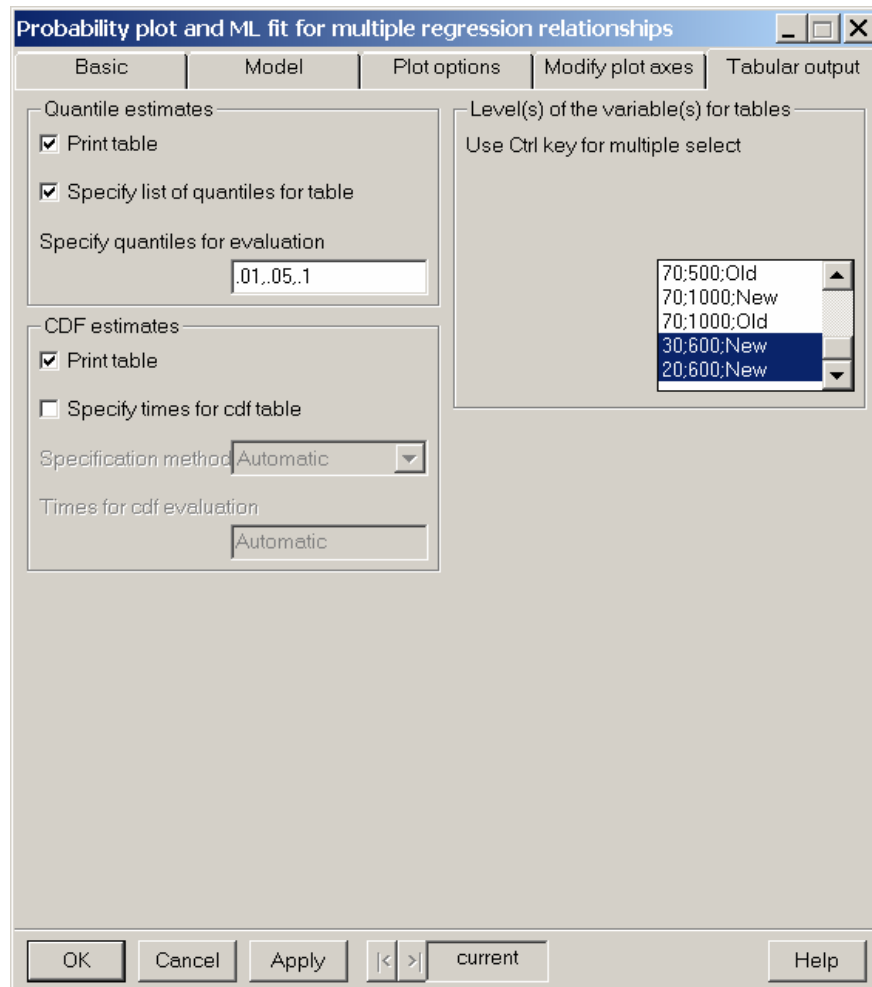 Probability plot and ML fit for multiple regression relationships
Basic
Model
Plot options
Modify plot axes
Tabular output
Quantile estimates
Print table
Specify list of quantiles for table
Specify quantiles for evaluation
.01,.05,.1
CDF estimates
Print table
Specify times for cdf table
Specification method Automatic
Times for cdf evaluation
Automatic
Level(s) of the variable(s) for tables
Use Ctrl key for multiple select
70;500;Old
70;1000;New
70;1000;Old
30;600;New
20;600;New
OK
Cancel
Apply
|<
>|
current
Help